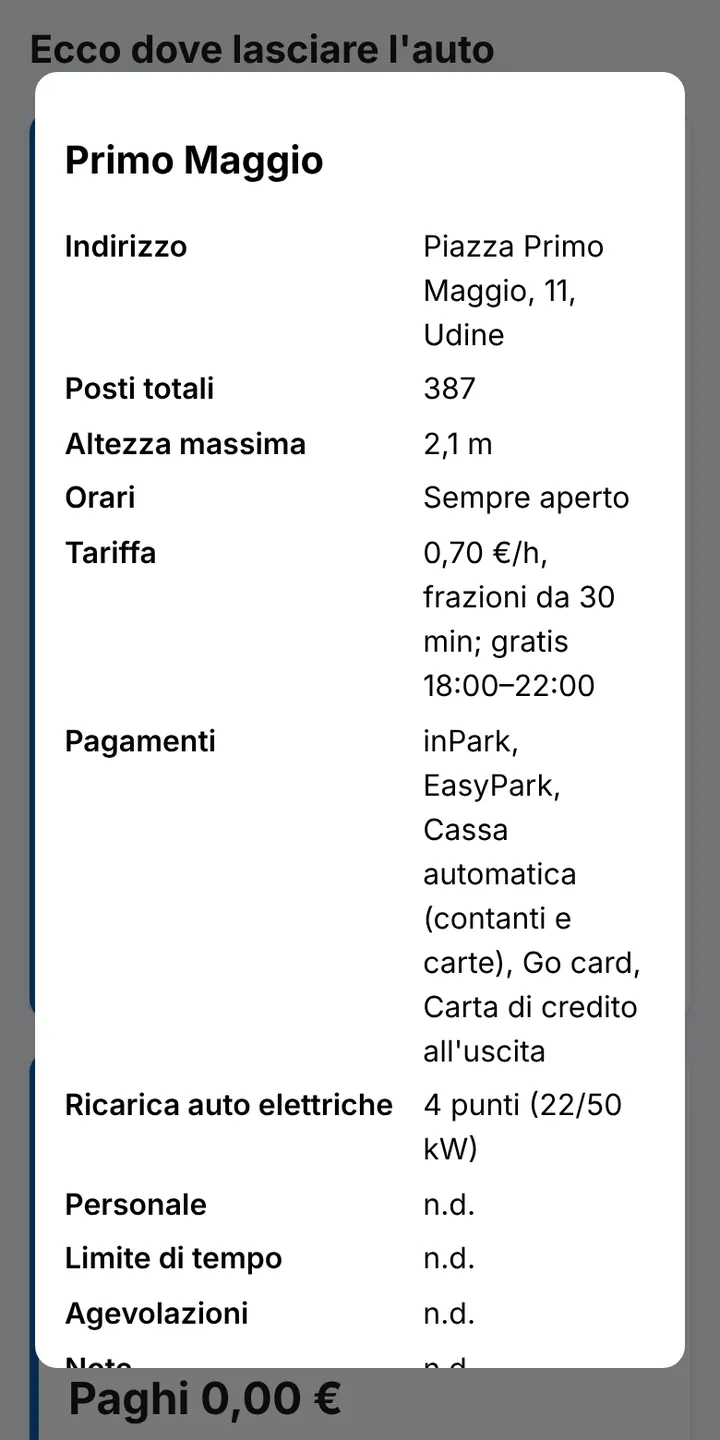 Ecco dove lasciare l'auto
Primo Maggio
Indirizzo Piazza Primo
Maggio, 11,
Udine
Posti totali 387
Altezza massima 2,1 m
Orari Sempre aperto
Tariffa 0,70 €/h,
frazioni da 30
min; gratis
18:00–22:00
Pagamenti inPark,
EasyPark,
Cassa
automatica
(contanti e
carte), Go card,
Carta di credito
all'uscita
Ricarica auto elettriche 4 punti (22/50
kW)
Personale n.d.
Limite di tempo n.d.
Agevolazioni n.d.
Note n.d.
Paghi 0,00 €